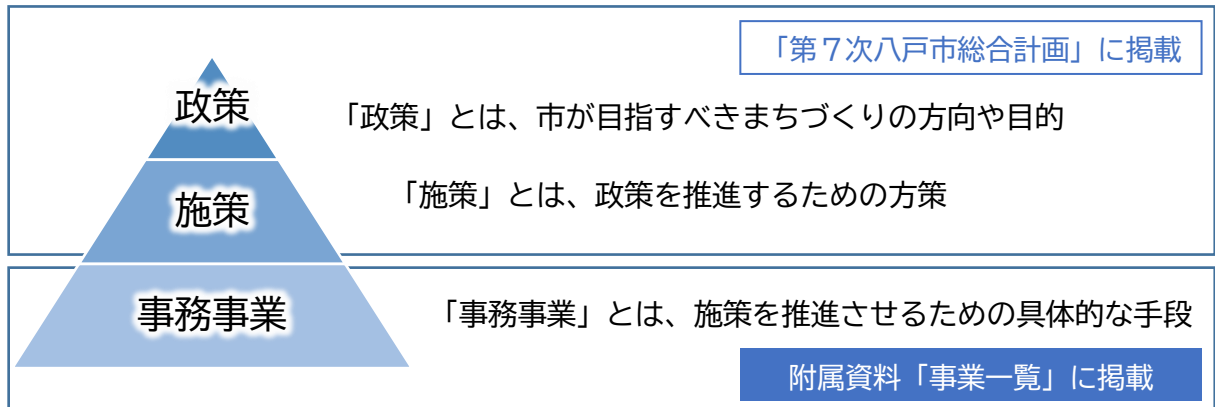 「第７次八戸市総合計画」に掲載
政策
「政策」とは、市が目指すべきまちづくりの方向や目的
「施策」とは、政策を推進するための方策
施策
事務事業
「事務事業」とは、施策を推進させるための具体的な手段
附属資料「事業一覧」に掲載